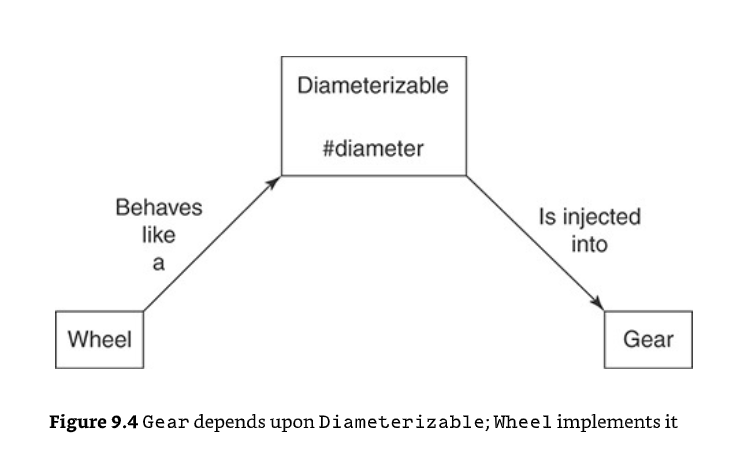 Diameterizable
#diameter
Behaves
like
a
Is injected
into
Wheel
Gear
Figure 9.4 Gear depends upon Diameterizable; Wheel implements it